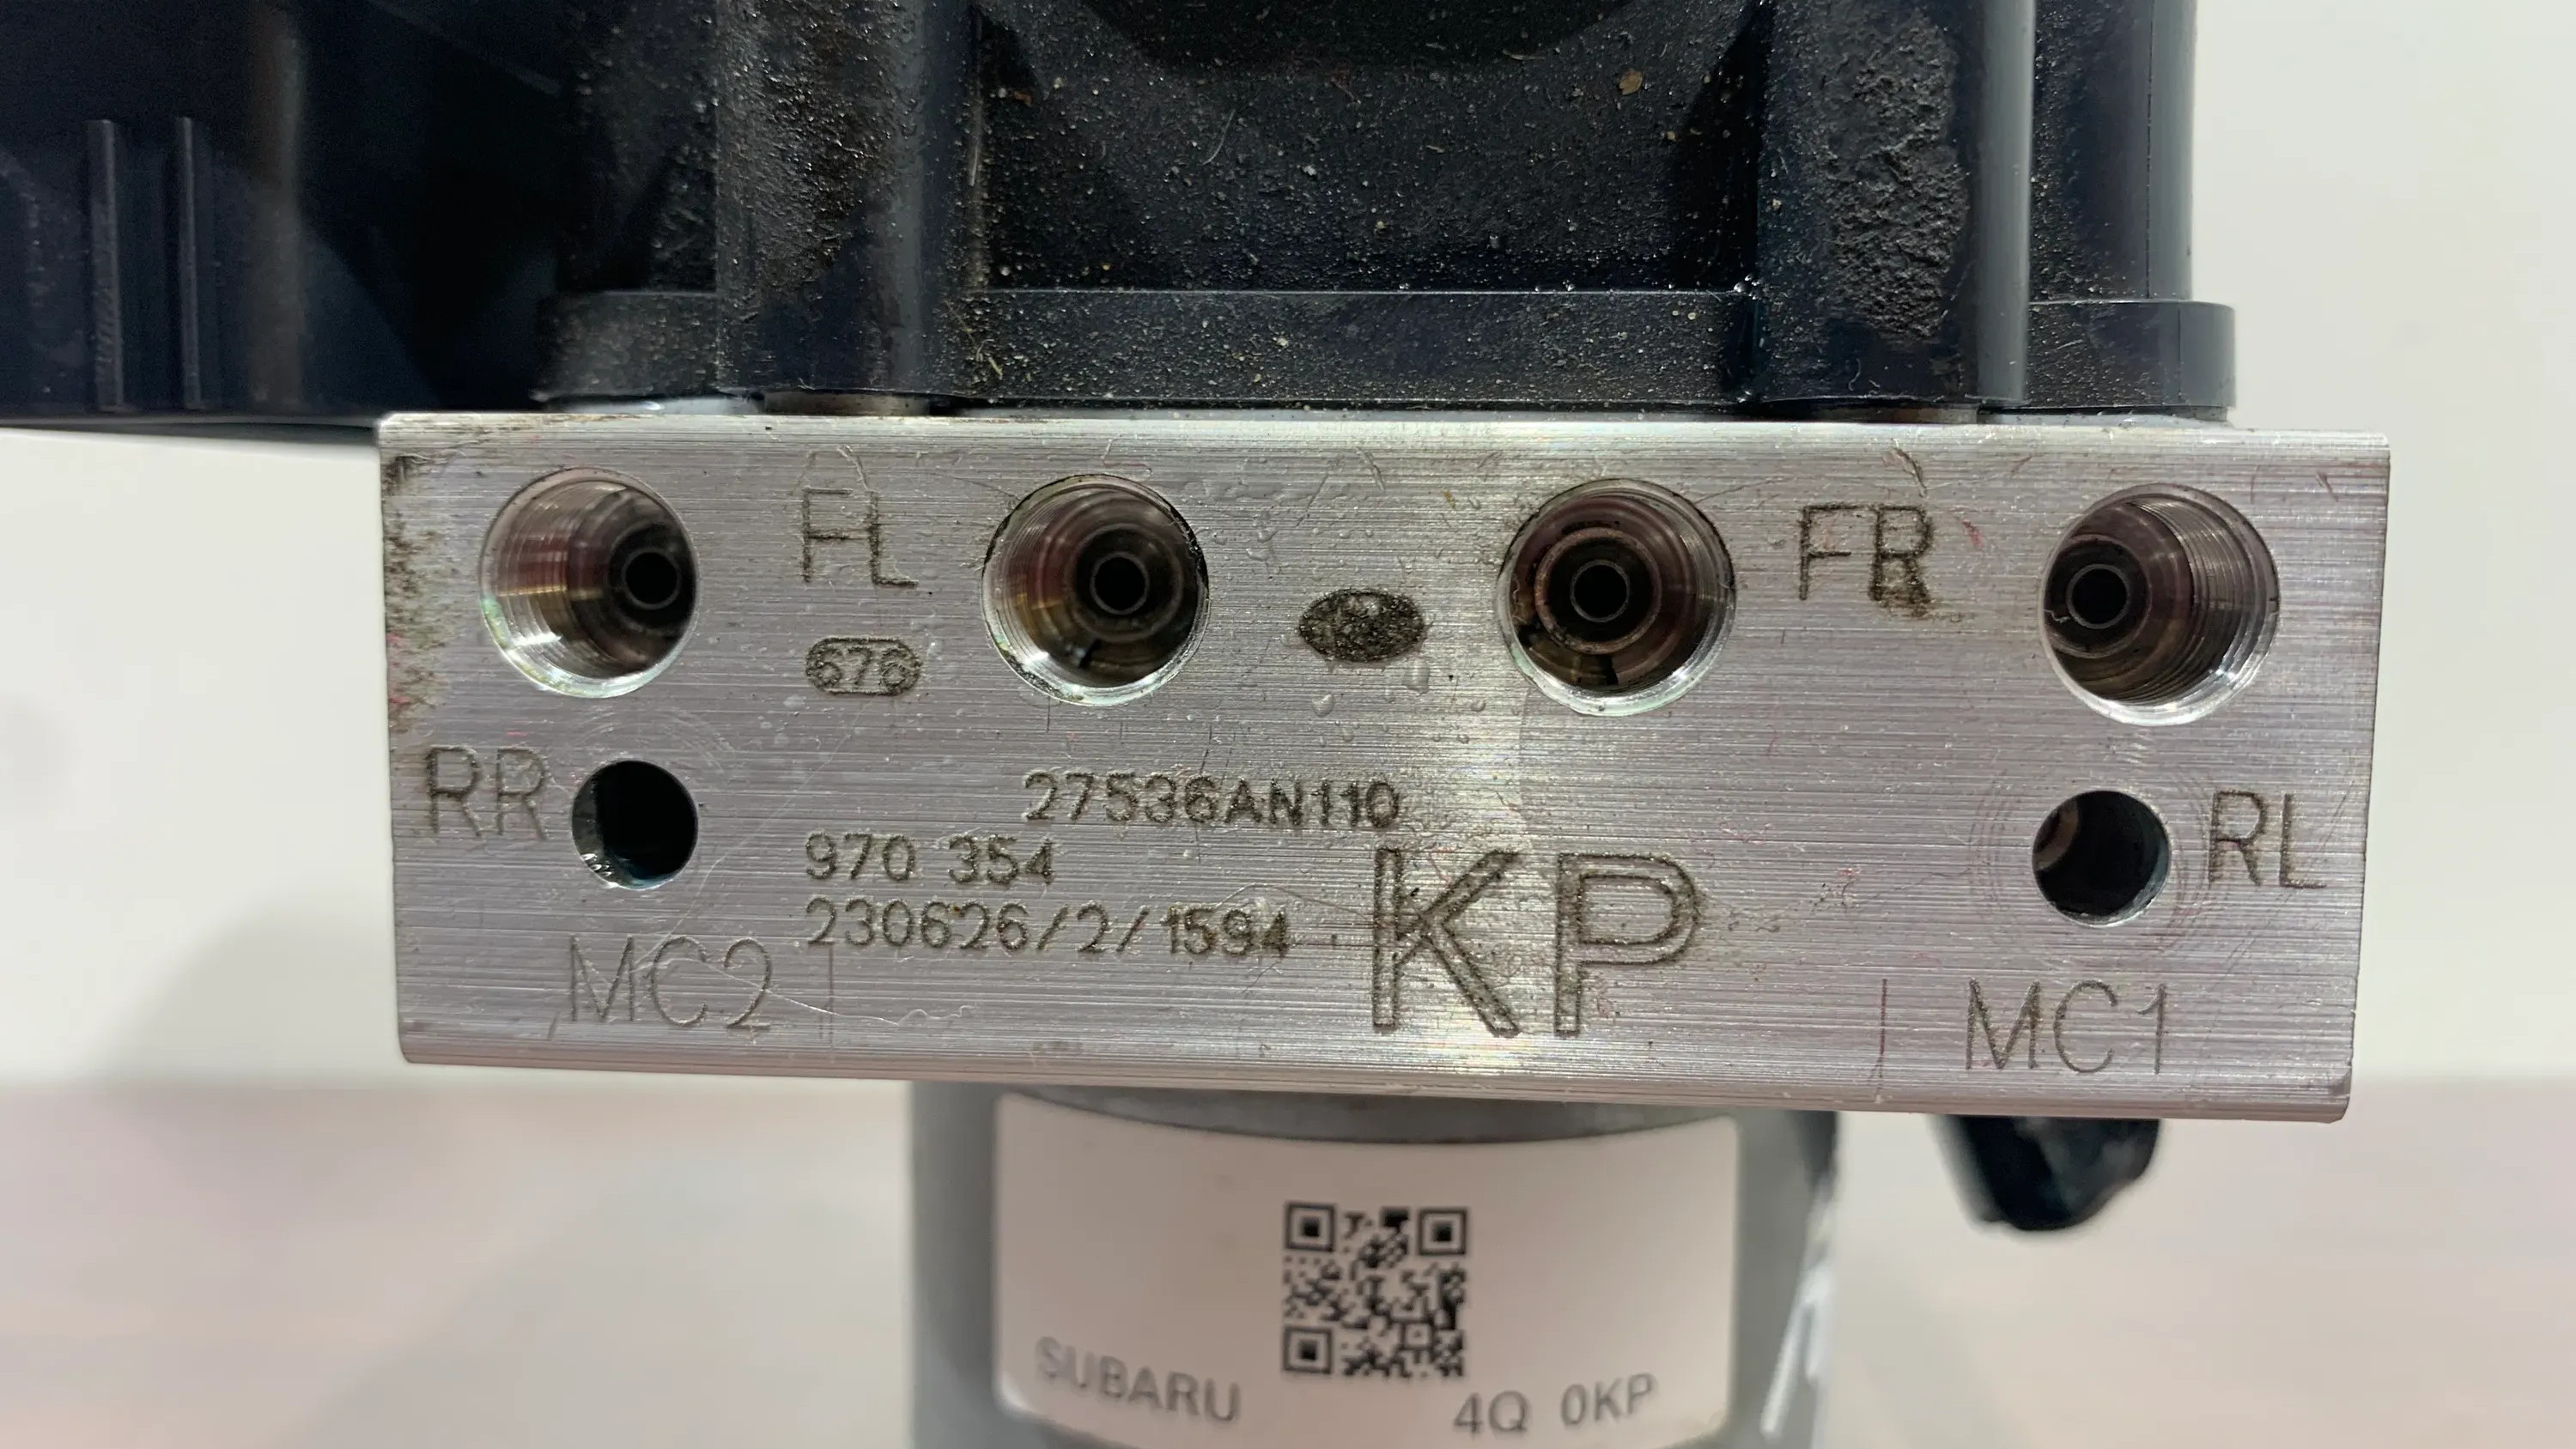 FL
FR
676
RR
27536AN110
RL
970 354
230626/2/1594
KP
MC2
MC1
SUBARU
4Q 0KP